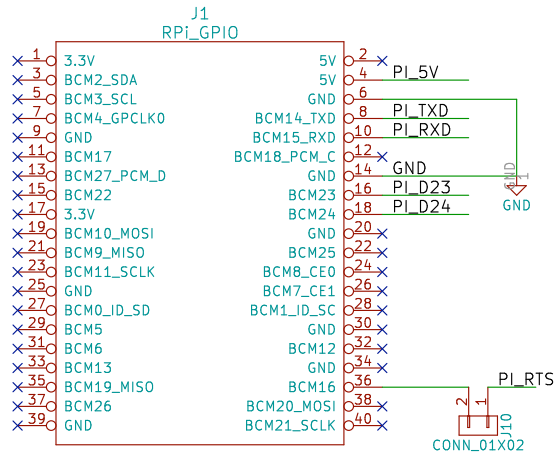 J1
RPi_GPIO
1 3.3V 5V 2
3 BCM2_SDA 5V 4 PI_5V
5 BCM3_SCL GND 6
7 BCM4_GPCLK0 BCM14_TXD 8 PI_TXD
9 GND BCM15_RXD 10 PI_RXD
11 BCM17 BCM18_PCM_C 12
13 BCM27_PCM_D GND 14 GND
15 BCM22 BCM23 16 PI_D23
17 3.3V BCM24 18 PI_D24
GND 1
GND
19 BCM10_MOSI GND 20
21 BCM9_MISO BCM25 22
23 BCM11_SCLK BCM8_CE0 24
25 GND BCM7_CE1 26
27 BCM0_ID_SD BCM1_ID_SC 28
29 BCM5 GND 30
31 BCM6 BCM12 32
33 BCM13 GND 34
35 BCM19_MISO BCM16 36 PI_RTS
37 BCM26 BCM20_MOSI 38
39 GND BCM21_SCLK 40
2 1
J10
CONN_01X02